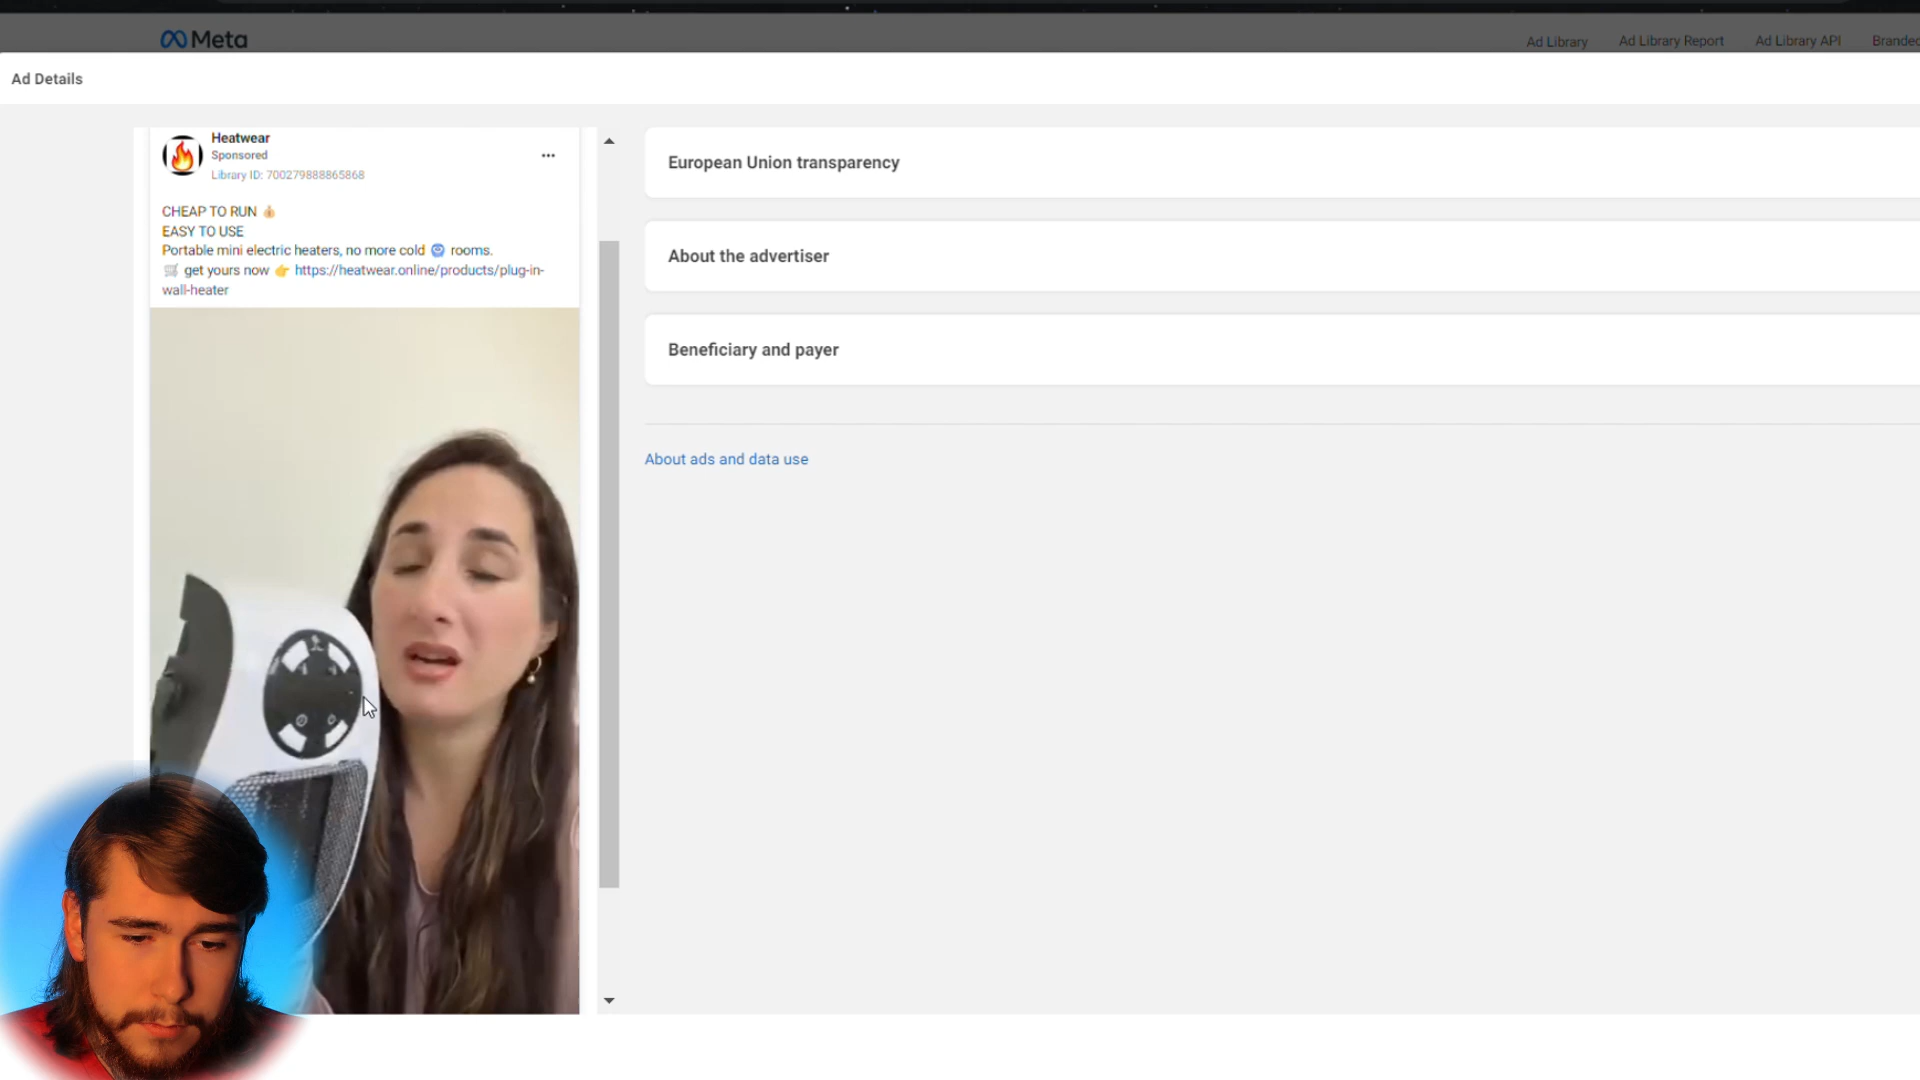 Meta
Ad Library
Ad Library Report
Ad Library API
Branded
Ad Details
Heatwear
Sponsored
Library ID: 700279888865868
CHEAP TO RUN 💰
EASY TO USE
Portable mini electric heaters, no more cold 🥶 rooms.
🛒 get yours now 👉 https://heatwear.online/products/plug-in-
wall-heater
European Union transparency
About the advertiser
Beneficiary and payer
About ads and data use